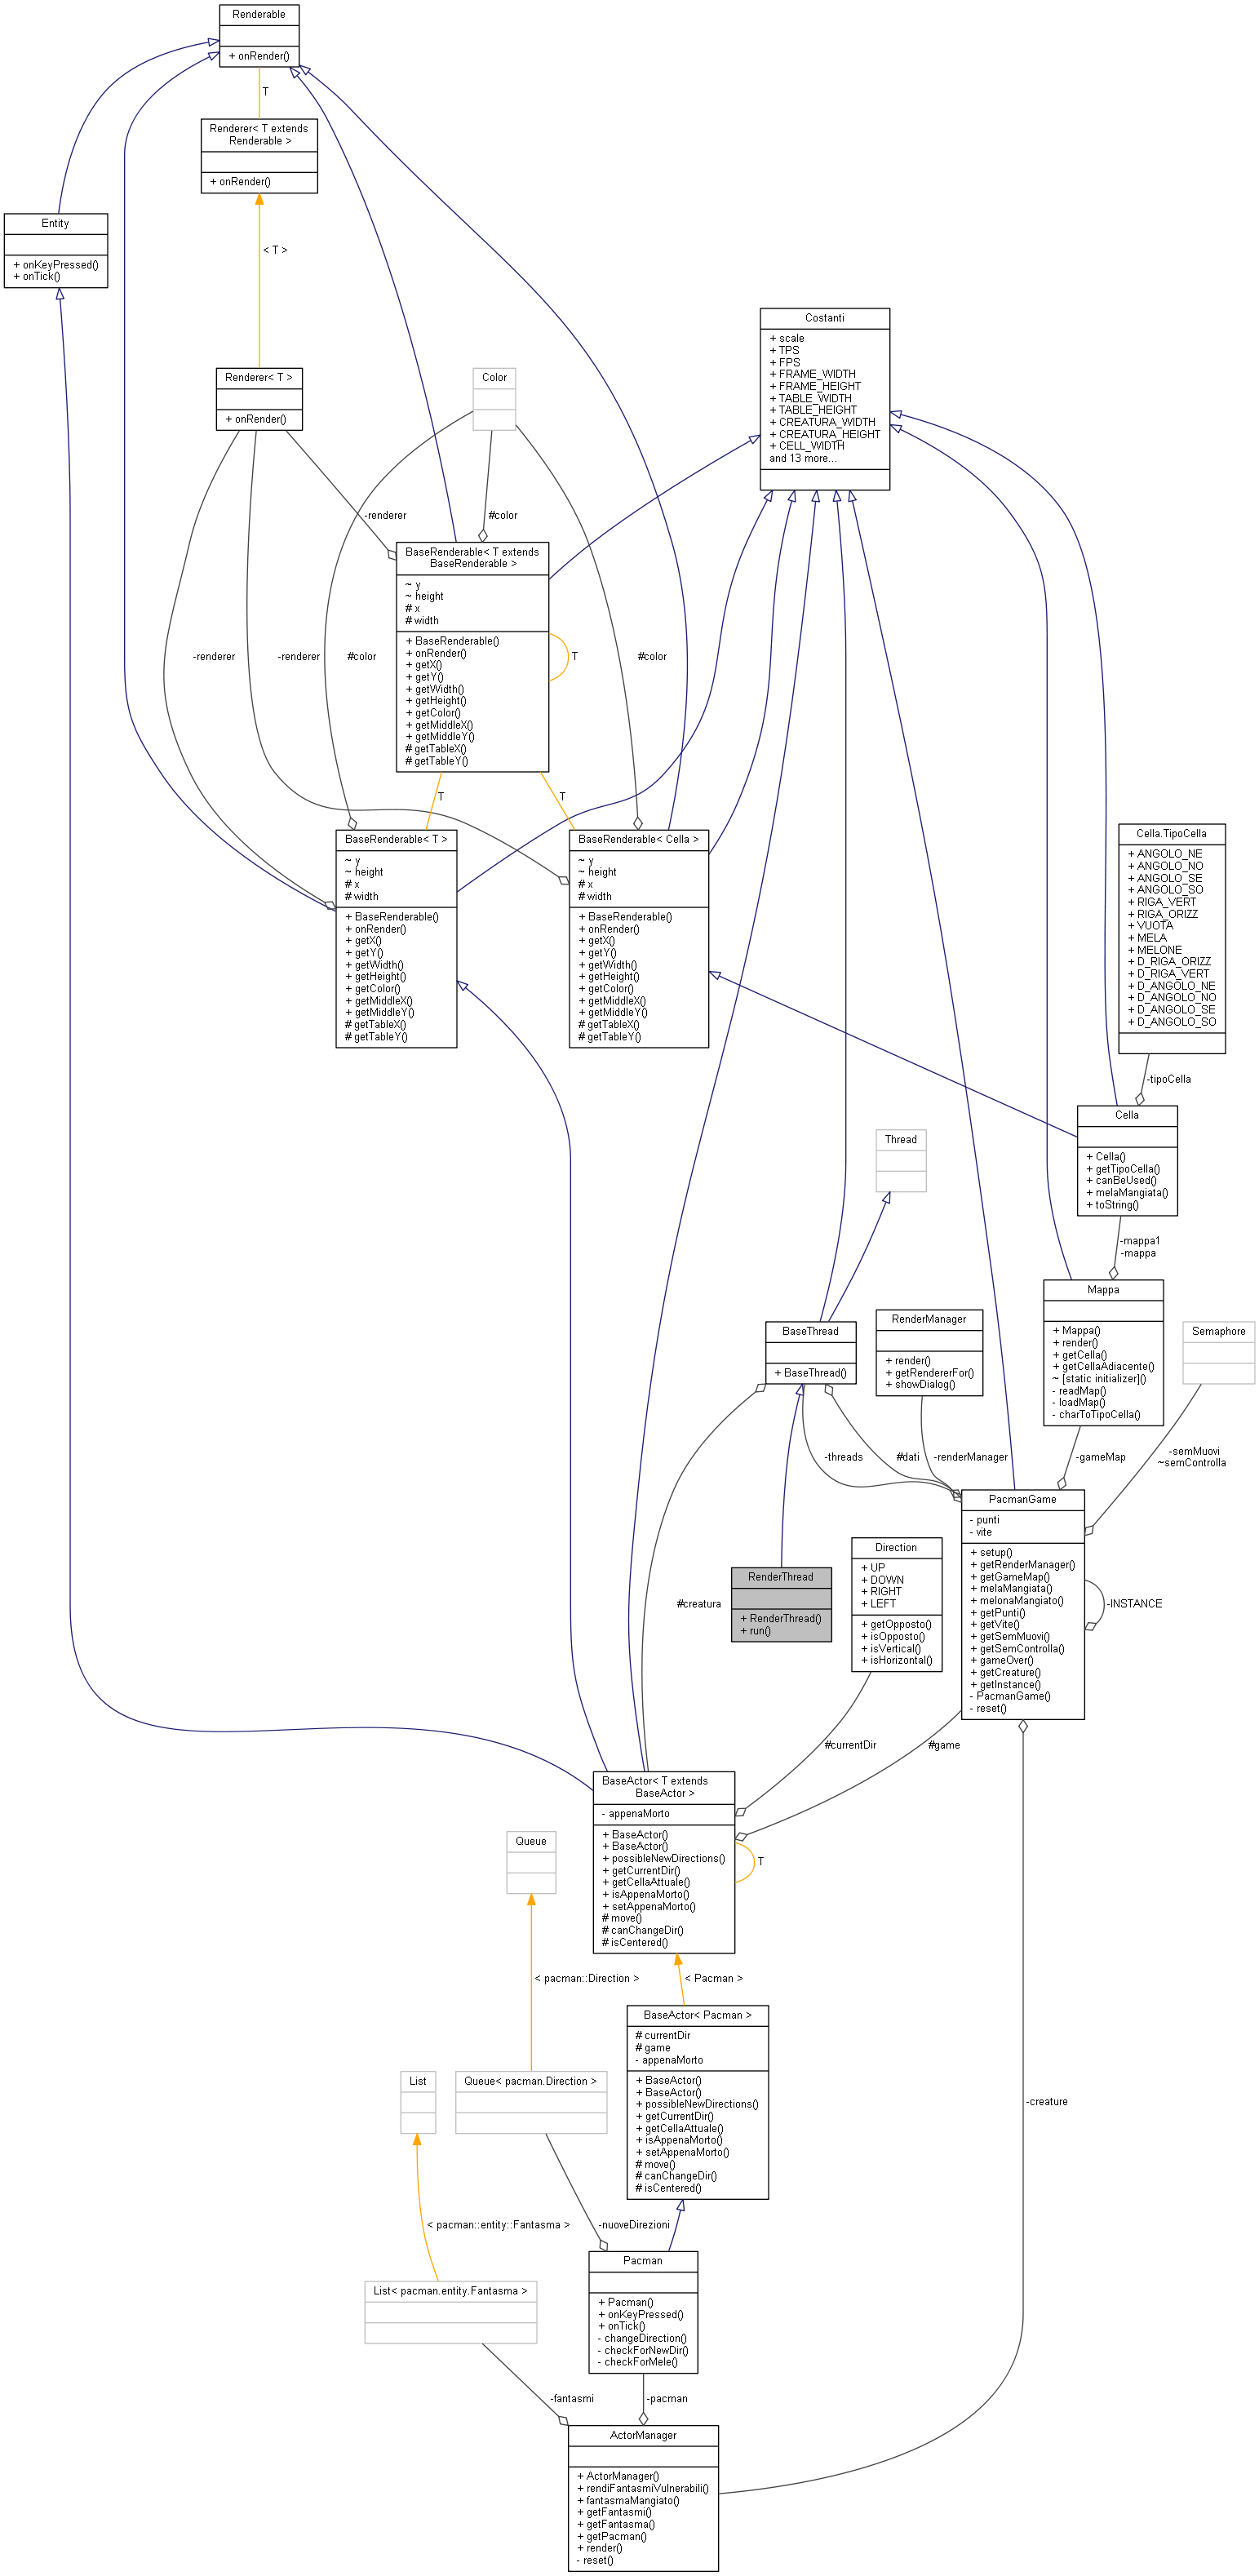 Renderable
+ onRender()
T
Renderer< T extends
Renderable >
+ onRender()
Entity
+ onKeyPressed()
+ onTick()
< T >
Costanti
+ scale
+ TPS
+ FPS
+ FRAME_WIDTH
+ FRAME_HEIGHT
+ TABLE_WIDTH
+ TABLE_HEIGHT
+ CREATURA_WIDTH
+ CREATURA_HEIGHT
+ CELL_WIDTH
and 13 more...
Renderer< T >
+ onRender()
Color
-renderer
#color
BaseRenderable< T extends
BaseRenderable >
~ y
~ height
# x
# width
+ BaseRenderable()
+ onRender()
+ getX()
+ getY()
+ getWidth()
+ getHeight()
+ getColor()
+ getMiddleX()
+ getMiddleY()
# getTableX()
# getTableY()
T
-renderer
-renderer
#color
#color
T
T
BaseRenderable< T >
~ y
~ height
# x
# width
+ BaseRenderable()
+ onRender()
+ getX()
+ getY()
+ getWidth()
+ getHeight()
+ getColor()
+ getMiddleX()
+ getMiddleY()
# getTableX()
# getTableY()
BaseRenderable< Cella >
~ y
~ height
# x
# width
+ BaseRenderable()
+ onRender()
+ getX()
+ getY()
+ getWidth()
+ getHeight()
+ getColor()
+ getMiddleX()
+ getMiddleY()
# getTableX()
# getTableY()
Cella.TipoCella
+ ANGOLO_NE
+ ANGOLO_NO
+ ANGOLO_SE
+ ANGOLO_SO
+ RIGA_VERT
+ RIGA_ORIZZ
+ VUOTA
+ MELA
+ MELONE
+ D_RIGA_ORIZZ
+ D_RIGA_VERT
+ D_ANGOLO_NE
+ D_ANGOLO_NO
+ D_ANGOLO_SE
+ D_ANGOLO_SO
-tipoCella
Cella
+ Cella()
+ getTipoCella()
+ canBeUsed()
+ melaMangiata()
+ toString()
Thread
-mappa1
-mappa
Mappa
+ Mappa()
+ render()
+ getCella()
+ getCellaAdiacente()
~ [static initializer]()
- readMap()
- loadMap()
- charToTipoCella()
BaseThread
+ BaseThread()
RenderManager
+ render()
+ getRendererFor()
+ showDialog()
Semaphore
-threads
#dati
-renderManager
-gameMap
-semMuovi
~semControlla
PacmanGame
- punti
- vite
+ setup()
+ getRenderManager()
+ getGameMap()
+ melaMangiata()
+ melonaMangiato()
+ getPunti()
+ getVite()
+ getSemMuovi()
+ getSemControlla()
+ gameOver()
+ getCreature()
+ getInstance()
- PacmanGame()
- reset()
-INSTANCE
Direction
+ UP
+ DOWN
+ RIGHT
+ LEFT
+ getOpposto()
+ isOpposto()
+ isVertical()
+ isHorizontal()
RenderThread
+ RenderThread()
+ run()
#creatura
#currentDir
#game
BaseActor< T extends
BaseActor >
- appenaMorto
+ BaseActor()
+ BaseActor()
+ possibleNewDirections()
+ getCurrentDir()
+ getCellaAttuale()
+ isAppenaMorto()
+ setAppenaMorto()
# move()
# canChangeDir()
# isCentered()
T
Queue
< pacman::Direction >
< Pacman >
BaseActor< Pacman >
# currentDir
# game
- appenaMorto
+ BaseActor()
+ BaseActor()
+ possibleNewDirections()
+ getCurrentDir()
+ getCellaAttuale()
+ isAppenaMorto()
+ setAppenaMorto()
# move()
# canChangeDir()
# isCentered()
List
Queue< pacman.Direction >
-creature
< pacman::entity::Fantasma >
-nuoveDirezioni
Pacman
+ Pacman()
+ onKeyPressed()
+ onTick()
- changeDirection()
- checkForNewDir()
- checkForMele()
List< pacman.entity.Fantasma >
-fantasmi
-pacman
ActorManager
+ ActorManager()
+ rendiFantasmiVulnerabili()
+ fantasmaMangiato()
+ getFantasmi()
+ getFantasma()
+ getPacman()
+ render()
- reset()